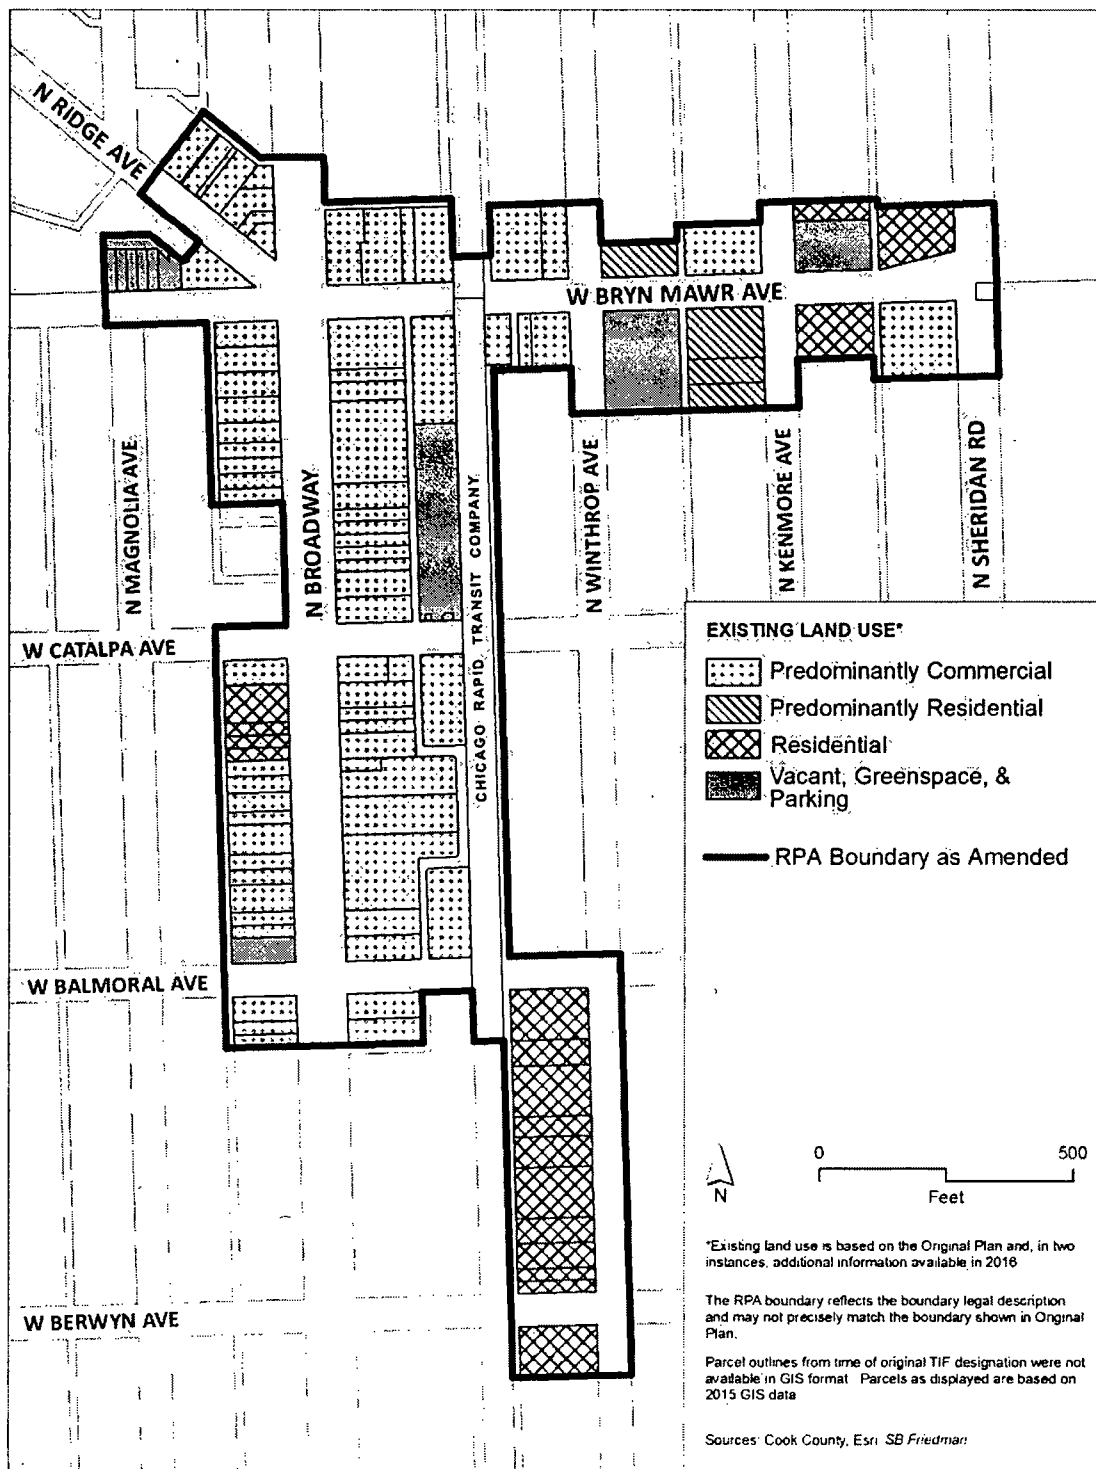 N RIDGE AVE
W BRYN MAWR AVE
N MAGNOLIA AVE
N BROADWAY
CHICAGO RAPID TRANSIT COMPANY
N WINTHROP AVE
N KENMORE AVE
N SHERIDAN RD
W CATALPA AVE
W BALMORAL AVE
W BERWYN AVE
EXISTING LAND USE*
Predominantly Commercial
Predominantly Residential
Residential
Vacant, Greenspace, &
Parking
RPA Boundary as Amended
N
0 500
Feet
*Existing land use is based on the Original Plan and, in two
instances, additional information available in 2016
The RPA boundary reflects the boundary legal description
and may not precisely match the boundary shown in Original
Plan.
Parcel outlines from time of original TIF designation were not
available in GIS format Parcels as displayed are based on
2015 GIS data
Sources: Cook County, Esri SB Friedman